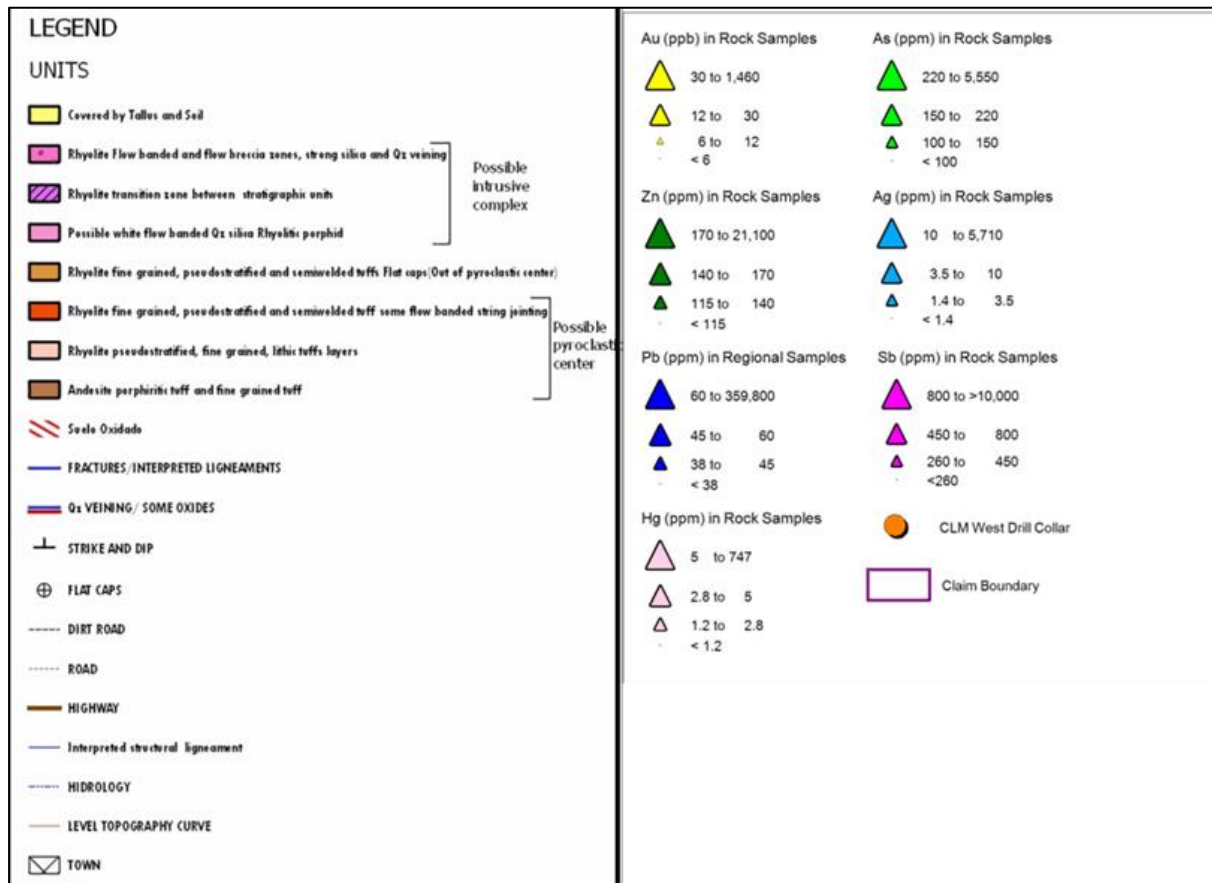 LEGEND
UNITS
Covered by Tallus and Soil
Rhyolite Flow banded and flow breccia zones, strong silica and Qz veining
Rhyolite transition zone between stratigraphic units
Possible white flow banded Qz silica Rhyolitic porphid
Possible
intrusive
complex
Rhyolite fine grained, pseudostratified and semiwelded tuffs Flat caps(Out of pyroclastic center)
Rhyolite fine grained, pseudostratified and semiwelded tuff some flow banded string jointing
Rhyolite pseudostratified, fine grained, lithic tuffs layers
Andesite porphiritic tuff and fine grained tuff
Possible
pyroclastic
center
Suelo Oxidado
FRACTURES/INTERPRETED LIGNEAMENTS
Qz VEINING/ SOME OXIDES
STRIKE AND DIP
FLAT CAPS
DIRT ROAD
ROAD
HIGHWAY
Interpreted structural ligneament
HIDROLOGY
LEVEL TOPOGRAPHY CURVE
TOWN
Au (ppb) in Rock Samples
30 to 1,460
12 to 30
6 to 12
< 6
As (ppm) in Rock Samples
220 to 5,550
150 to 220
100 to 150
< 100
Zn (ppm) in Rock Samples
170 to 21,100
140 to 170
115 to 140
< 115
Ag (ppm) in Rock Samples
10 to 5,710
3.5 to 10
1.4 to 3.5
< 1.4
Pb (ppm) in Regional Samples
60 to 359,800
45 to 60
38 to 45
< 38
Sb (ppm) in Rock Samples
800 to >10,000
450 to 800
260 to 450
<260
Hg (ppm) in Rock Samples
5 to 747
2.8 to 5
1.2 to 2.8
< 1.2
CLM West Drill Collar
Claim Boundary